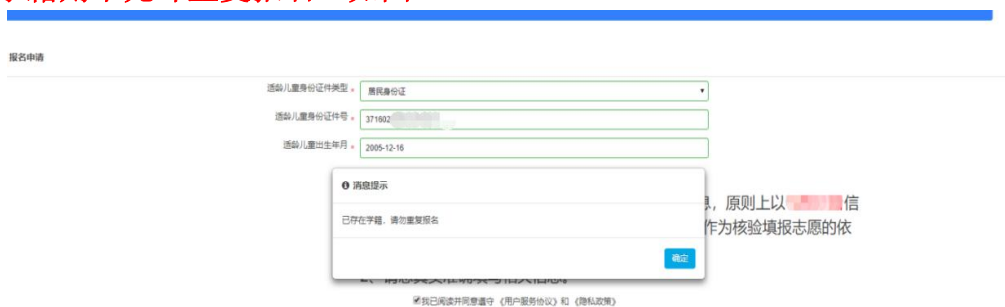 报名申请
适龄儿童身份证件类型 * 居民身份证
适龄儿童身份证件号 * 371602
适龄儿童出生年月 * 2005-12-16
消息提示
已存在学籍，请勿重复报名
确定
，原则上以
信
作为核验填报志愿的依
我已阅读并同意遵守《用户服务协议》和《隐私政策》